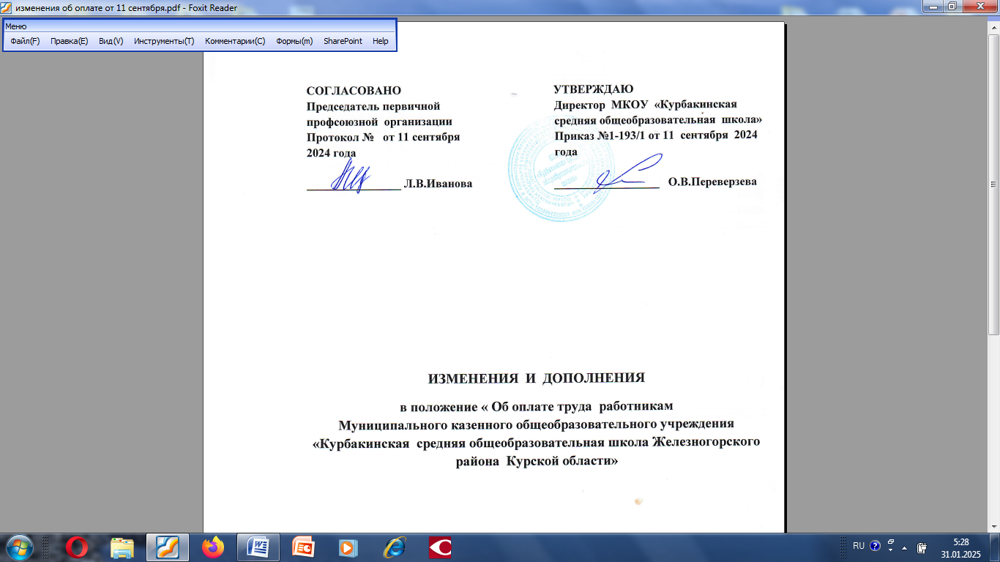 изменения об оплате от 11 сентября.pdf - Foxit Reader
Меню
Файл(F) Правка(E) Вид(V) Инструменты(T) Комментарии(C) Формы(m) SharePoint Help
СОГЛАСОВАНО
Председатель первичной
профсоюзной организации
Протокол № от 11 сентября
2024 года
Л.В.Иванова
УТВЕРЖДАЮ
Директор МКОУ «Курбакинская
средняя общеобразовательная школа»
Приказ №1-193/1 от 11 сентября 2024
года
О.В.Переверзева
ИЗМЕНЕНИЯ И ДОПОЛНЕНИЯ
в положение « Об оплате труда работникам
Муниципального казенного общеобразовательного учреждения
«Курбакинская средняя общеобразовательная школа Железногорского
района Курской области»
RU
5:28
31.01.2025